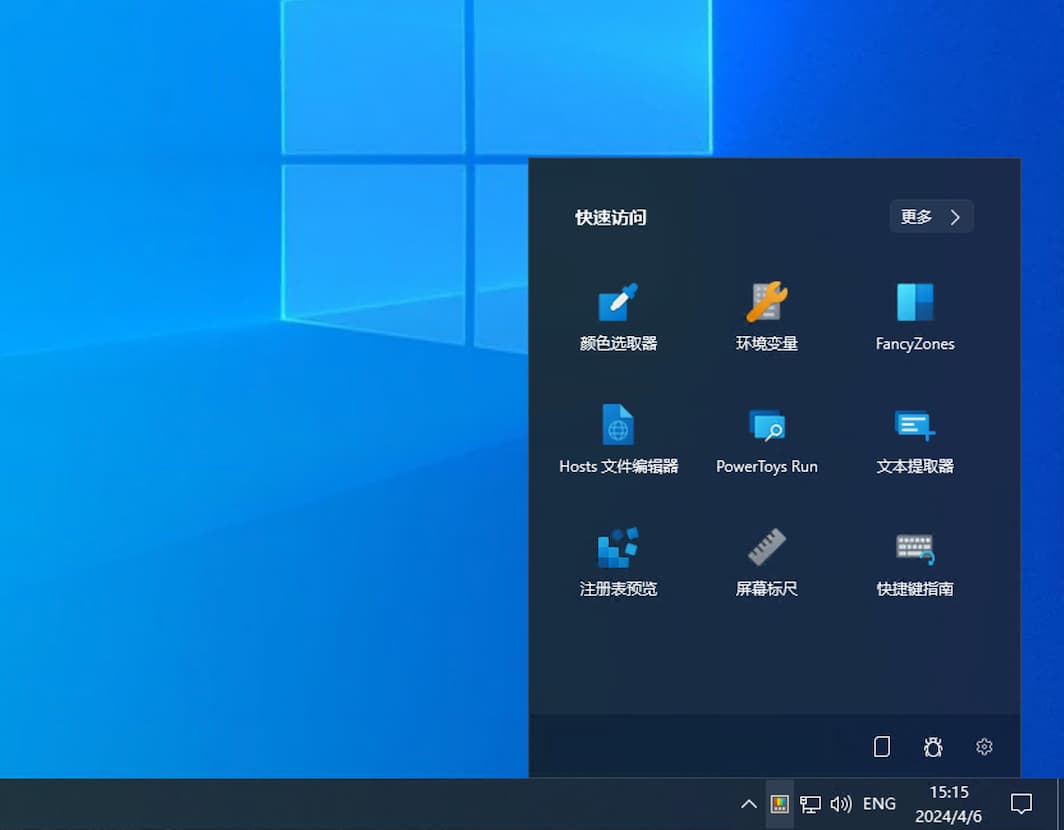 快速访问
更多
颜色选取器
环境变量
FancyZones
Hosts 文件编辑器
PowerToys Run
文本提取器
注册表预览
屏幕标尺
快捷键指南
ENG
15:15
2024/4/6